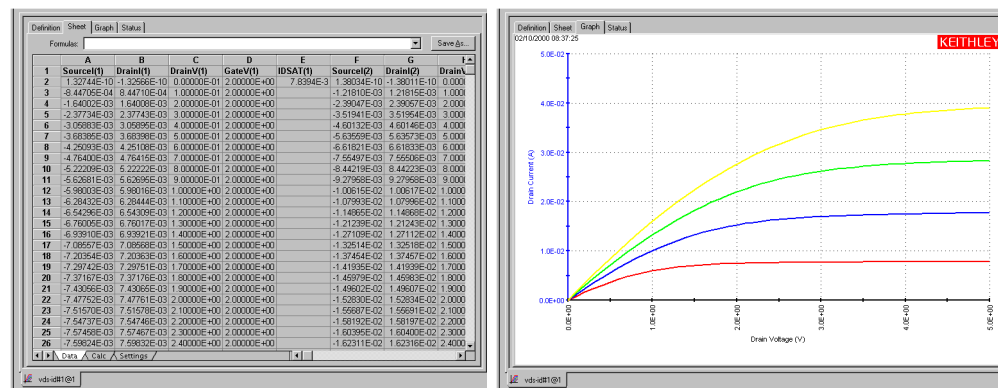 Definition Sheet Graph Status
Formulas: Save As...
A B C D E F G H
1 SourceI(1) DrainI(1) DrainV(1) GateV(1) IDSAT(1) SourceI(2) DrainI(2) DrainV
2 1.32744E-10 -1.32566E-10 0.00000E-01 2.00000E+00 7.8394E-3 1.38034E-10 -1.38011E-10 0.000
3 -8.44705E-04 8.44710E-04 1.00000E-01 2.00000E+00 -1.21810E-03 1.21815E-03 1.000
4 -1.64002E-03 1.64008E-03 2.00000E-01 2.00000E+00 -2.39047E-03 2.39057E-03 2.000
5 -2.37734E-03 2.37743E-03 3.00000E-01 2.00000E+00 -3.51941E-03 3.51954E-03 3.000
6 -3.05883E-03 3.05895E-03 4.00000E-01 2.00000E+00 -4.60132E-03 4.60146E-03 4.000
7 -3.68385E-03 3.68398E-03 5.00000E-01 2.00000E+00 -5.63559E-03 5.63573E-03 5.000
8 -4.25093E-03 4.25108E-03 6.00000E-01 2.00000E+00 -6.61821E-03 6.61833E-03 6.000
9 -4.76400E-03 4.76415E-03 7.00000E-01 2.00000E+00 -7.55497E-03 7.55506E-03 7.000
10 -5.22209E-03 5.22222E-03 8.00000E-01 2.00000E+00 -8.44219E-03 8.44223E-03 8.000
11 -5.62681E-03 5.62695E-03 9.00000E-01 2.00000E+00 -9.27958E-03 9.27958E-03 9.000
12 -5.98003E-03 5.98016E-03 1.00000E+00 2.00000E+00 -1.00615E-02 1.00617E-02 1.0000
13 -6.28432E-03 6.28444E-03 1.10000E+00 2.00000E+00 -1.07993E-02 1.07996E-02 1.1000
14 -6.54296E-03 6.54309E-03 1.20000E+00 2.00000E+00 -1.14865E-02 1.14868E-02 1.2000
15 -6.76005E-03 6.76017E-03 1.30000E+00 2.00000E+00 -1.21239E-02 1.21243E-02 1.3000
16 -6.93910E-03 6.93921E-03 1.40000E+00 2.00000E+00 -1.27109E-02 1.27112E-02 1.4000
17 -7.08557E-03 7.08568E-03 1.50000E+00 2.00000E+00 -1.32514E-02 1.32518E-02 1.5000
18 -7.20354E-03 7.20363E-03 1.60000E+00 2.00000E+00 -1.37454E-02 1.37457E-02 1.6000
19 -7.29742E-03 7.29751E-03 1.70000E+00 2.00000E+00 -1.41935E-02 1.41939E-02 1.7000
20 -7.37167E-03 7.37176E-03 1.80000E+00 2.00000E+00 -1.45979E-02 1.45983E-02 1.8000
21 -7.43056E-03 7.43065E-03 1.90000E+00 2.00000E+00 -1.49602E-02 1.49607E-02 1.9000
22 -7.47752E-03 7.47761E-03 2.00000E+00 2.00000E+00 -1.52830E-02 1.52834E-02 2.0000
23 -7.51570E-03 7.51578E-03 2.10000E+00 2.00000E+00 -1.55687E-02 1.55691E-02 2.1000
24 -7.54737E-03 7.54746E-03 2.20000E+00 2.00000E+00 -1.58192E-02 1.58197E-02 2.2000
25 -7.57458E-03 7.57467E-03 2.30000E+00 2.00000E+00 -1.60395E-02 1.60400E-02 2.3000
26 -7.59824E-03 7.59832E-03 2.40000E+00 2.00000E+00 -1.62311E-02 1.62316E-02 2.4000
Data Calc Settings
vds-id#1@1
Definition Sheet Graph Status
02/10/2000 08:37:25
KEITHLEY
5.0E-02
4.0E-02
3.0E-02
2.0E-02
1.0E-02
0.0E+00
Drain Current (A)
0.0E+00 1.0E+00 2.0E+00 3.0E+00 4.0E+00 5.0E+00
Drain Voltage (V)
vds-id#1@1